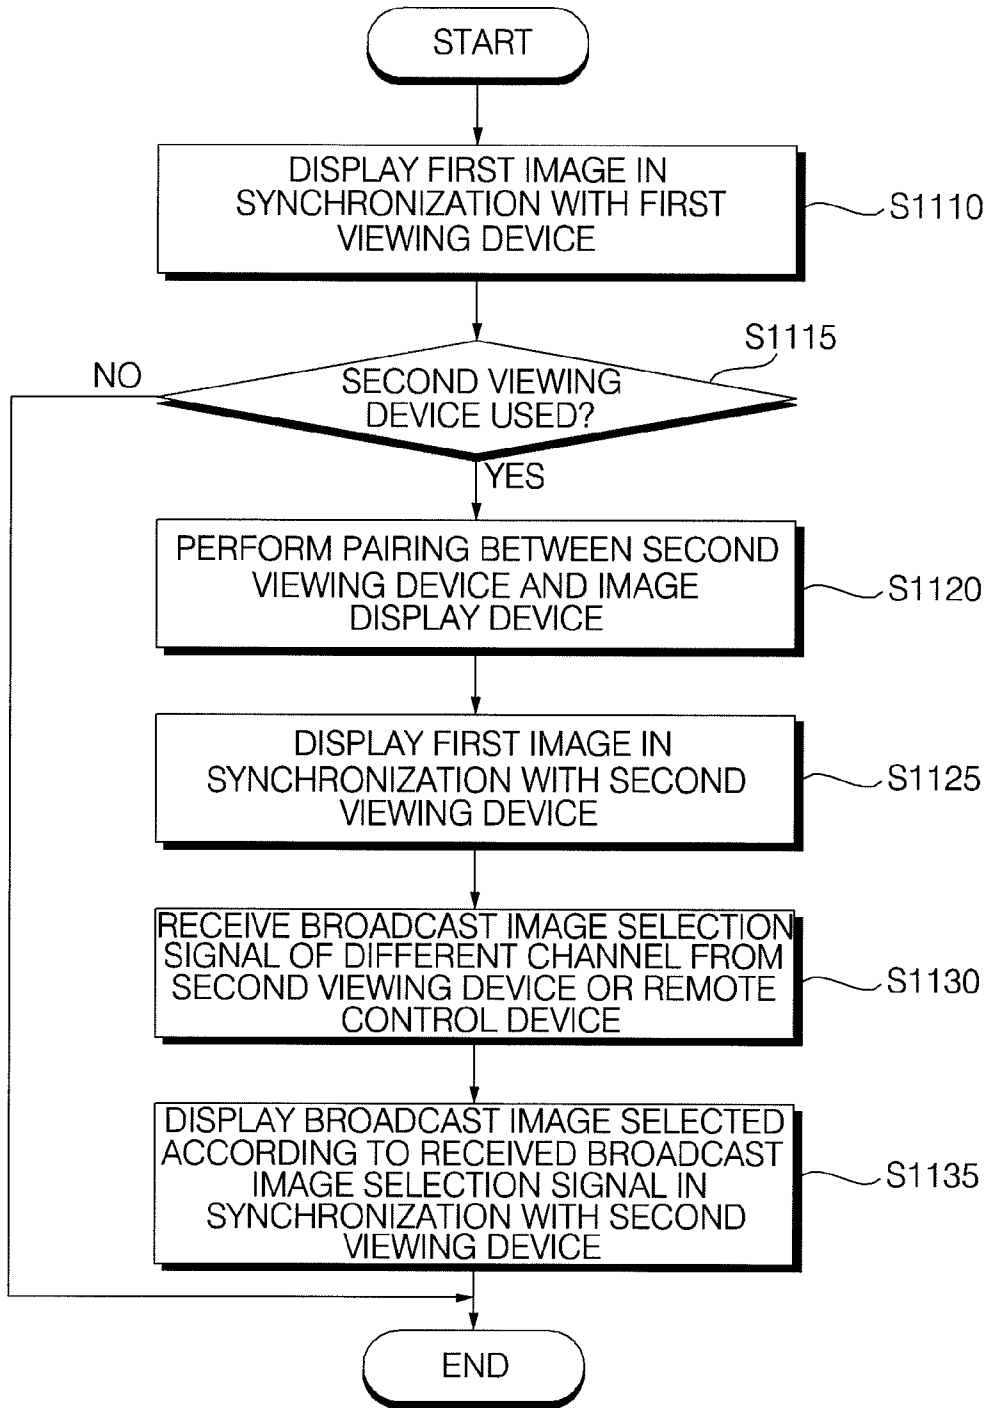 START
DISPLAY FIRST IMAGE IN
SYNCHRONIZATION WITH FIRST
VIEWING DEVICE
S1110
S1115
NO
SECOND VIEWING
DEVICE USED?
YES
PERFORM PAIRING BETWEEN SECOND
VIEWING DEVICE AND IMAGE
DISPLAY DEVICE
S1120
DISPLAY FIRST IMAGE IN
SYNCHRONIZATION WITH SECOND
VIEWING DEVICE
S1125
RECEIVE BROADCAST IMAGE SELECTION
SIGNAL OF DIFFERENT CHANNEL FROM
SECOND VIEWING DEVICE OR REMOTE
CONTROL DEVICE
S1130
DISPLAY BROADCAST IMAGE SELECTED
ACCORDING TO RECEIVED BROADCAST
IMAGE SELECTION SIGNAL IN
SYNCHRONIZATION WITH SECOND
VIEWING DEVICE
S1135
END